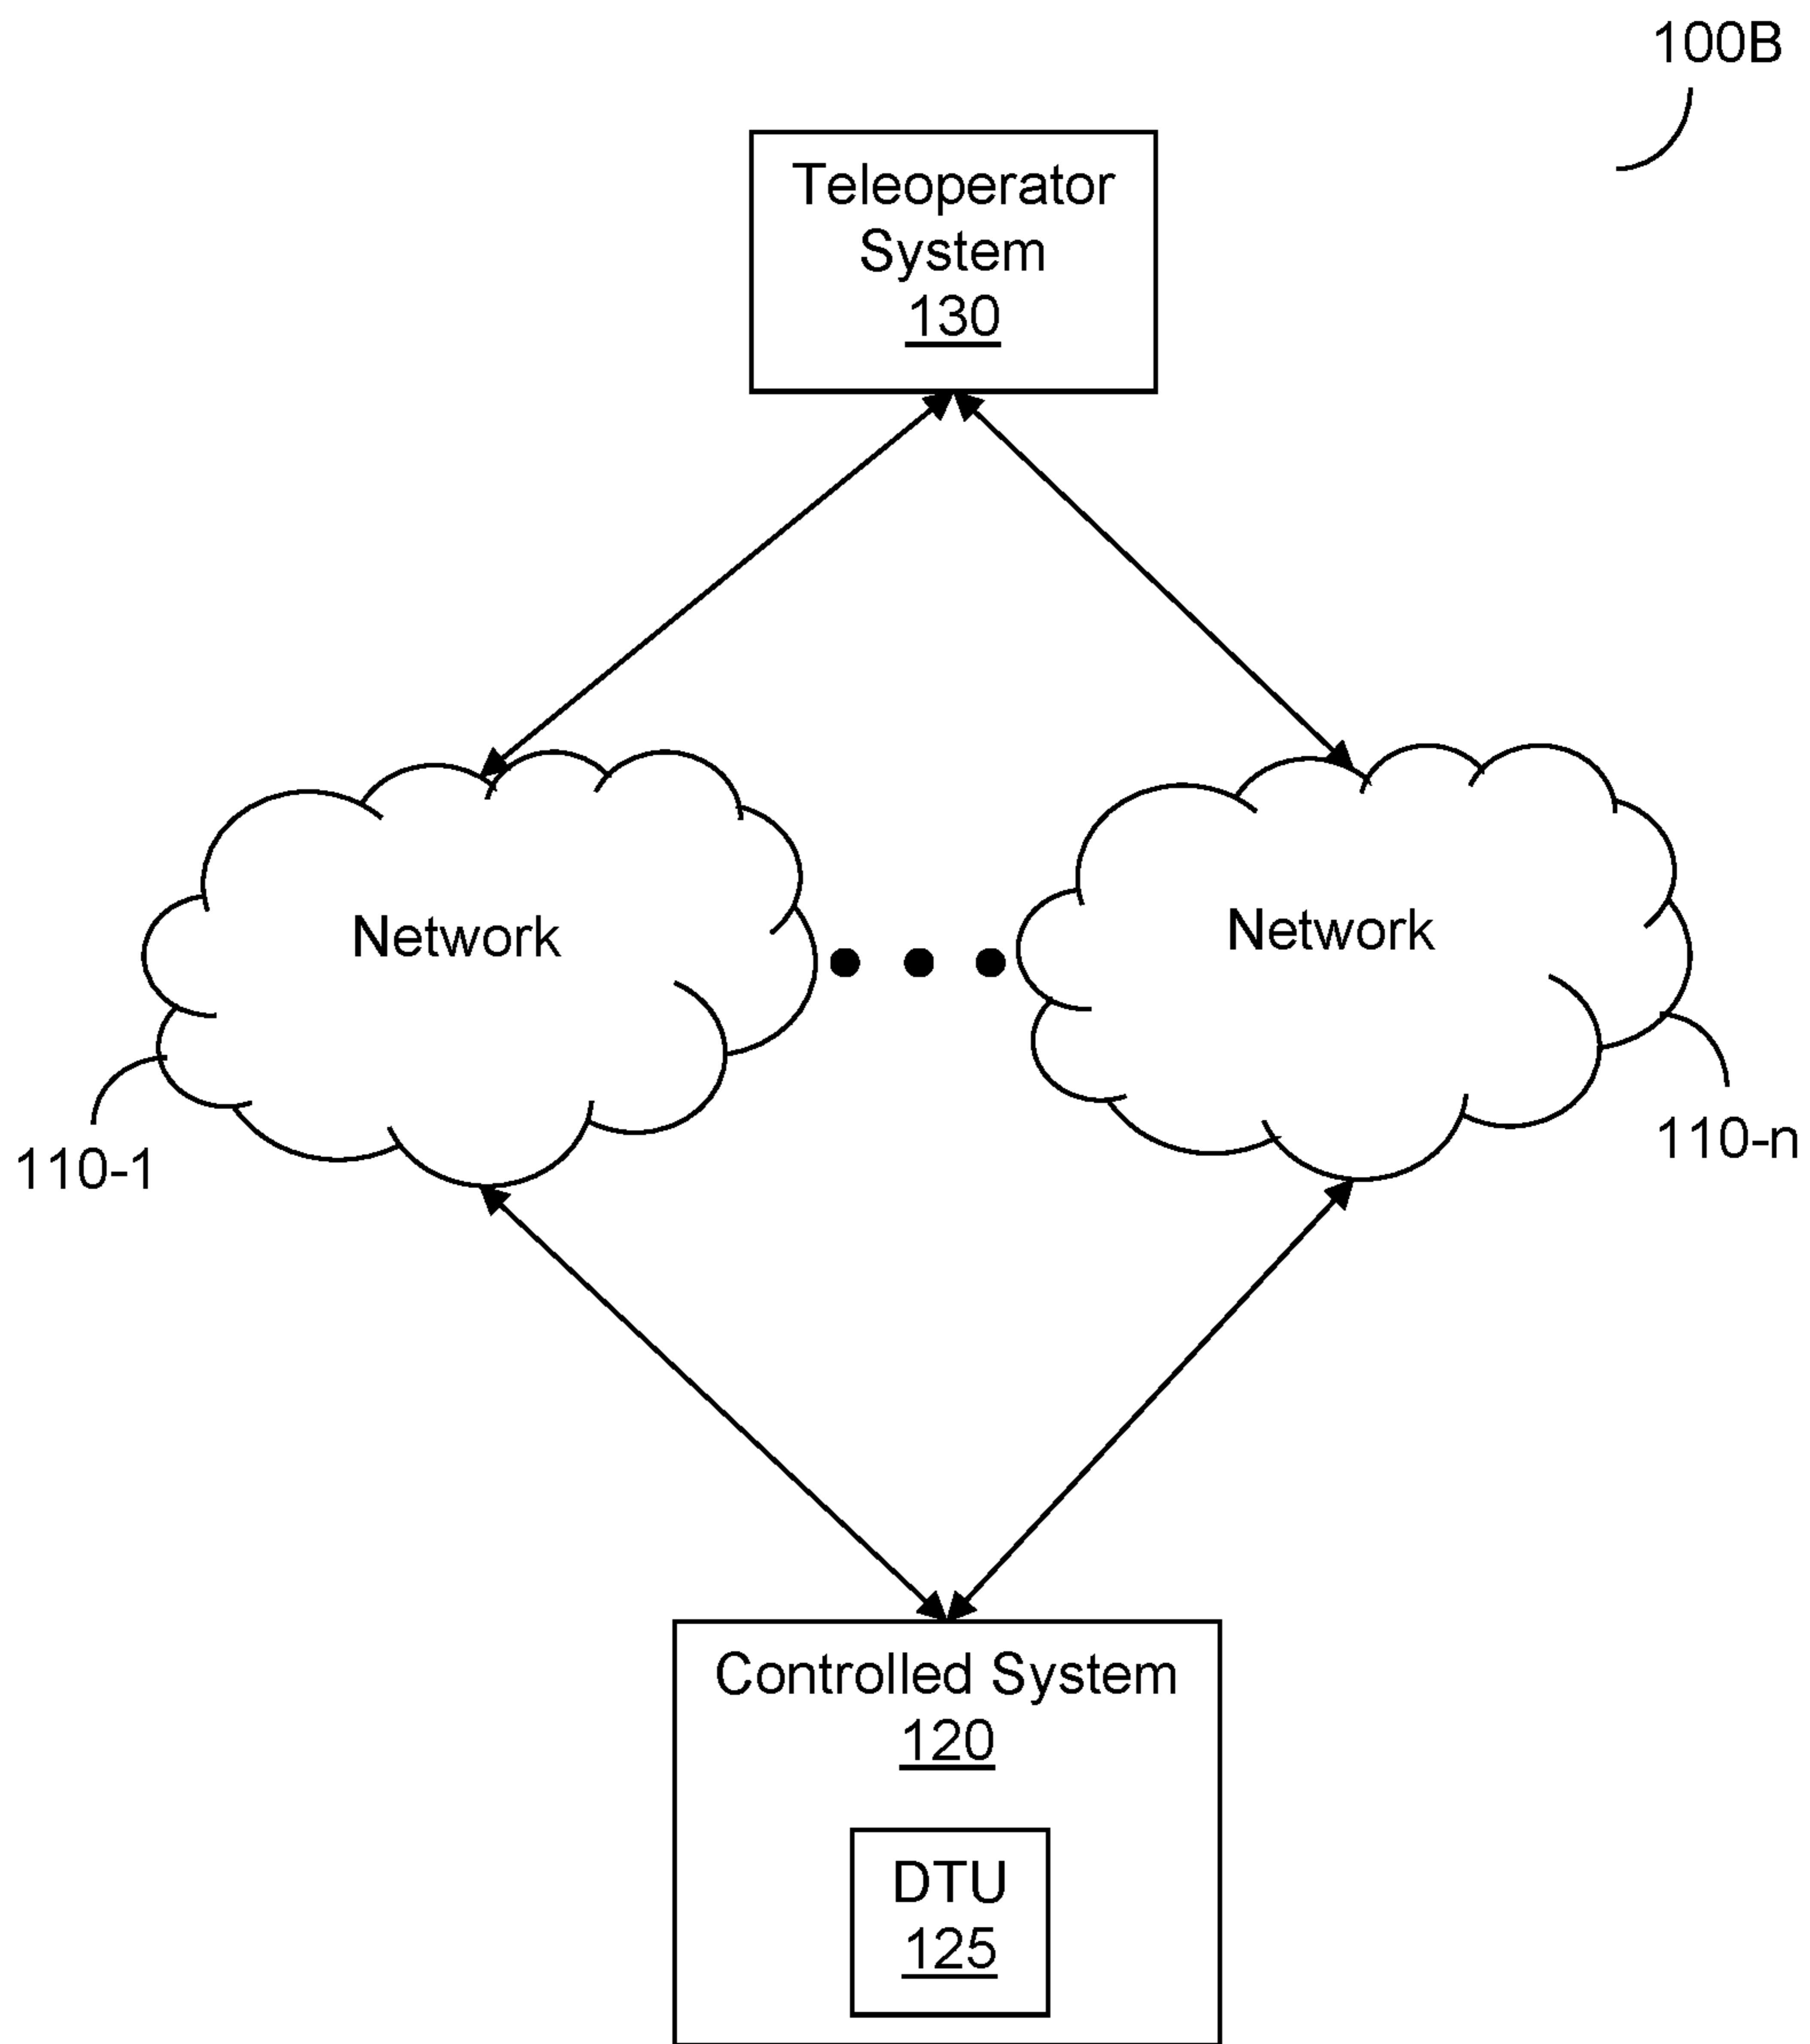 100B
Teleoperator
System
130
Network
Network
110-1
110-n
Controlled System
120
DTU
125